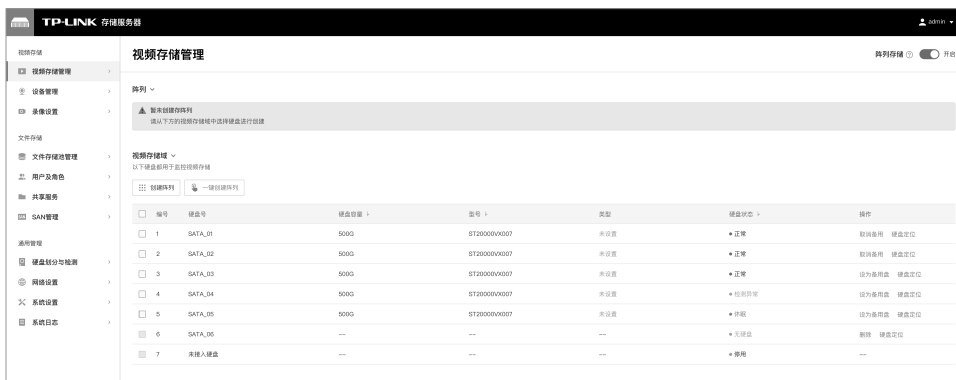 TP-LINK 存储服务器
admin
视频存储
视频存储管理
设备管理
录像设置
文件存储
文件存储池管理
用户及角色
共享服务
SAN管理
通用管理
硬盘划分与检测
网络设置
系统设置
系统日志
视频存储管理
阵列存储 开启
阵列
暂未创建存阵列
请从下方的视频存储域中选择硬盘进行创建
视频存储域
以下硬盘都用于监控视频存储
创建阵列 一键创建阵列
编号 硬盘号 硬盘容量 型号 类型 硬盘状态 操作
1 SATA_01 500G ST20000VX007 未设置 正常 取消备用 硬盘定位
2 SATA_02 500G ST20000VX007 未设置 正常 取消备用 硬盘定位
3 SATA_03 500G ST20000VX007 未设置 正常 设为备用盘 硬盘定位
4 SATA_04 500G ST20000VX007 未设置 检测异常 设为备用盘 硬盘定位
5 SATA_05 500G ST20000VX007 未设置 休眠 设为备用盘 硬盘定位
6 SATA_06 -- -- -- 无硬盘 删除 硬盘定位
7 未接入硬盘 -- -- -- 停用 --